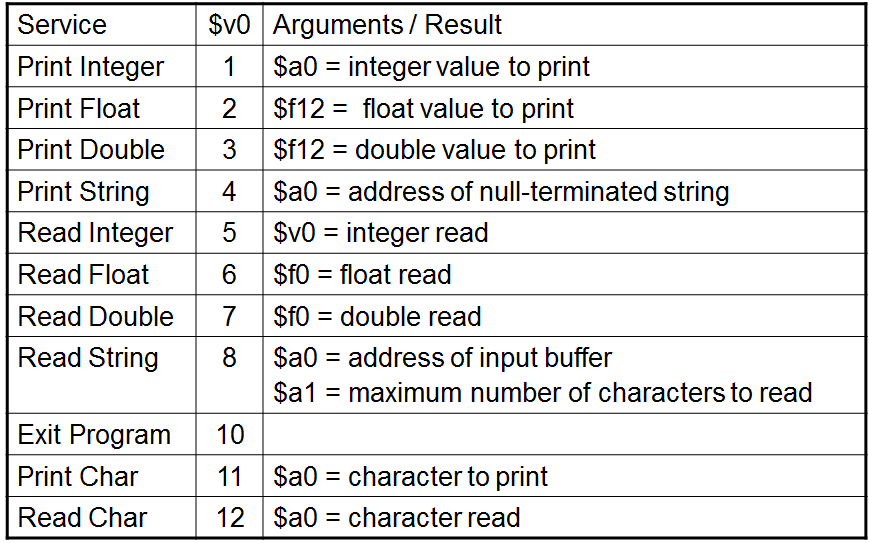 Service $v0 Arguments / Result
Print Integer 1 $a0 = integer value to print
Print Float 2 $f12 = float value to print
Print Double 3 $f12 = double value to print
Print String 4 $a0 = address of null-terminated string
Read Integer 5 $v0 = integer read
Read Float 6 $f0 = float read
Read Double 7 $f0 = double read
Read String 8 $a0 = address of input buffer
$a1 = maximum number of characters to read
Exit Program 10
Print Char 11 $a0 = character to print
Read Char 12 $a0 = character read